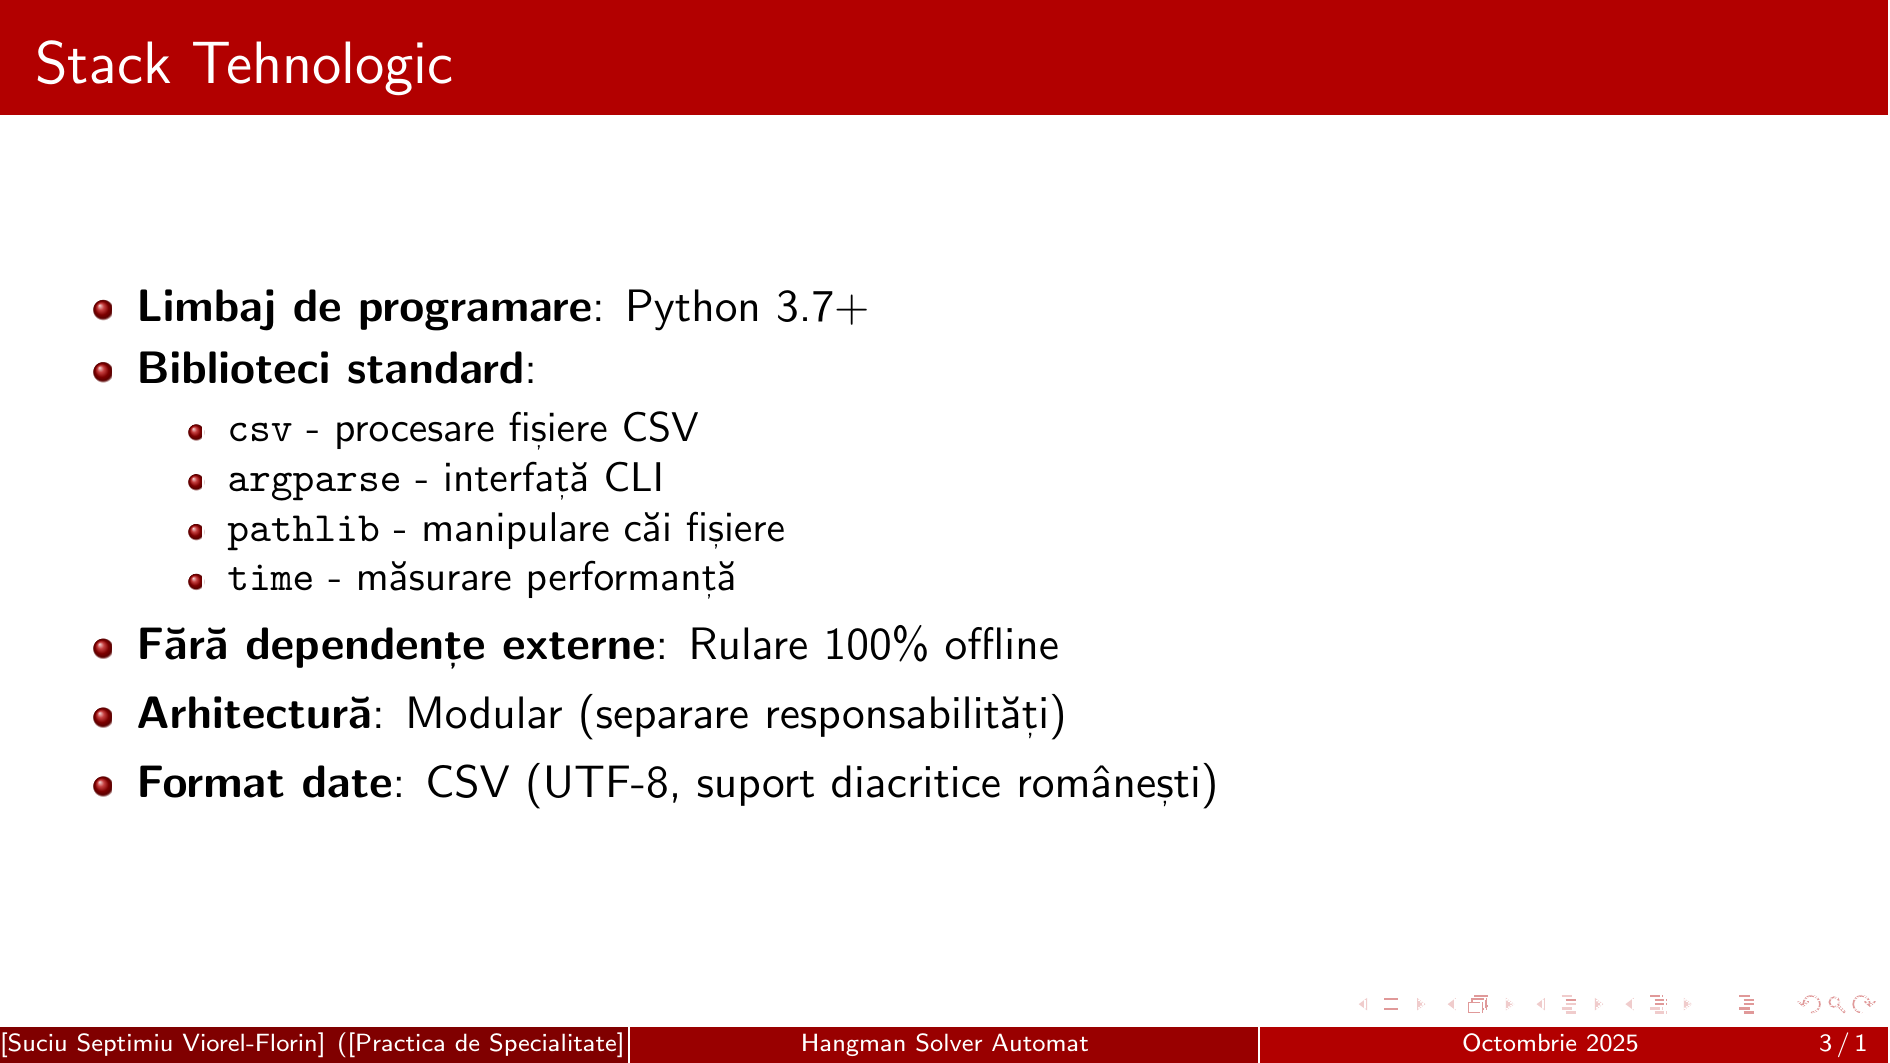 Stack Tehnologic
Limbaj de programare: Python 3.7+
Biblioteci standard:
csv - procesare fișiere CSV
argparse - interfață CLI
pathlib - manipulare căi fișiere
time - măsurare performanță
Fără dependențe externe: Rulare 100% offline
Arhitectură: Modular (separare responsabilități)
Format date: CSV (UTF-8, suport diacritice românești)
[Suciu Septimiu Viorel-Florin] ([Practica de Specialitate] Hangman Solver Automat Octombrie 2025 3 / 1